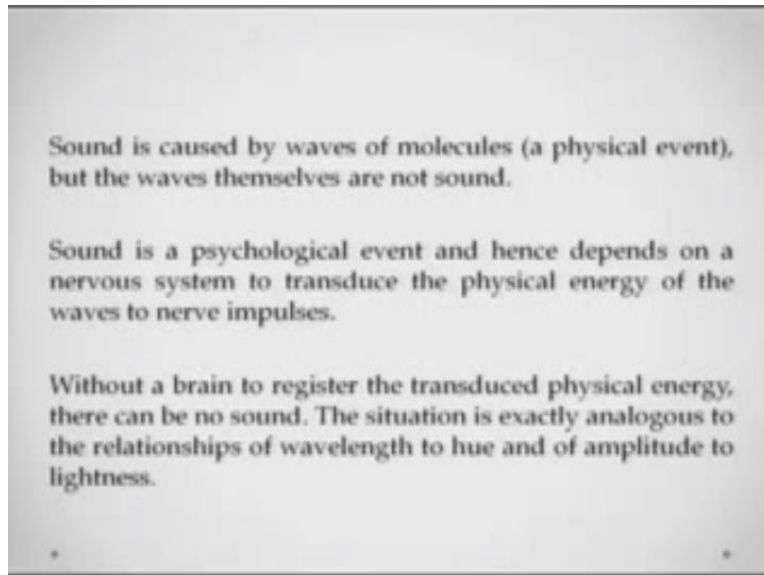 Sound is caused by waves of molecules (a physical event),
but the waves themselves are not sound.
Sound is a psychological event and hence depends on a
nervous system to transduce the physical energy of the
waves to nerve impulses.
Without a brain to register the transduced physical energy,
there can be no sound. The situation is exactly analogous to
the relationships of wavelength to hue and of amplitude to
lightness.